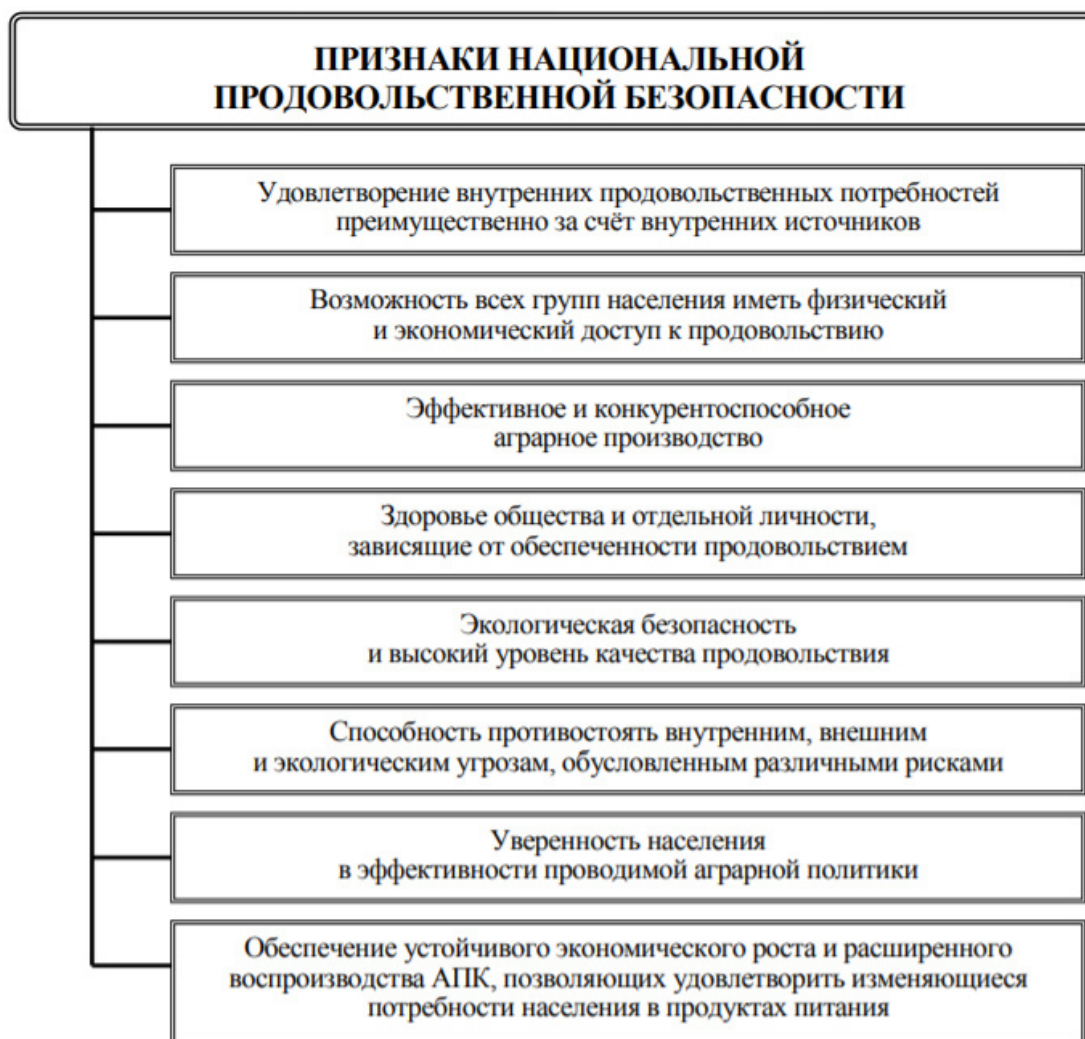 ПРИЗНАКИ НАЦИОНАЛЬНОЙ
ПРОДОВОЛЬСТВЕННОЙ БЕЗОПАСНОСТИ
Удовлетворение внутренних продовольственных потребностей
преимущественно за счёт внутренних источников
Возможность всех групп населения иметь физический
и экономический доступ к продовольствию
Эффективное и конкурентоспособное
аграрное производство
Здоровье общества и отдельной личности,
зависящие от обеспеченности продовольствием
Экологическая безопасность
и высокий уровень качества продовольствия
Способность противостоять внутренним, внешним
и экологическим угрозам, обусловленным различными рисками
Уверенность населения
в эффективности проводимой аграрной политики
Обеспечение устойчивого экономического роста и расширенного
воспроизводства АПК, позволяющих удовлетворить изменяющиеся
потребности населения в продуктах питания